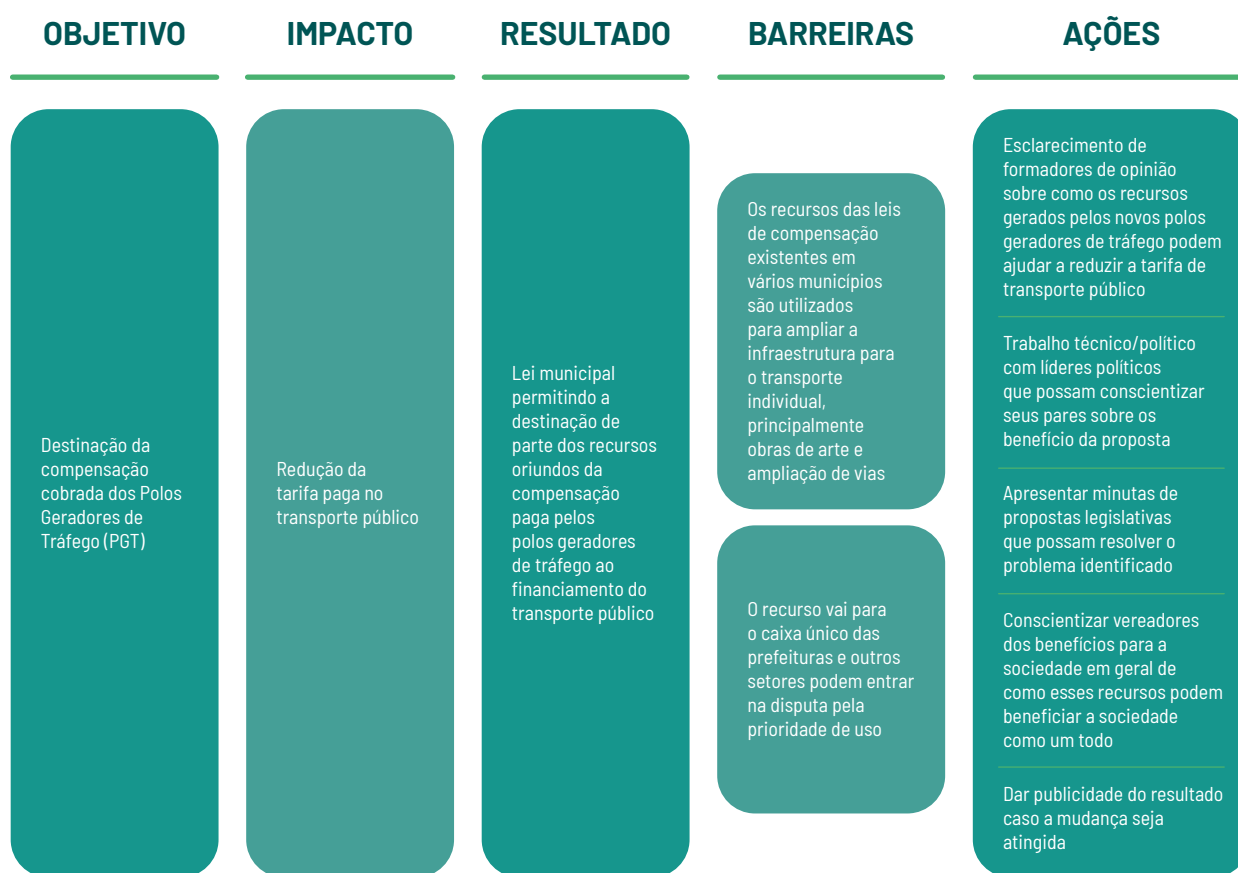 OBJETIVO
IMPACTO
RESULTADO
BARREIRAS
AÇÕES
Destinação da
compensação
cobrada dos Polos
Geradores de
Tráfego (PGT)
Redução da
tarifa paga no
transporte público
Lei municipal
permitindo a
destinação de
parte dos recursos
oriundos da
compensação
paga pelos
polos geradores
de tráfego ao
financiamento do
transporte público
Os recursos das leis
de compensação
existentes em
vários municípios
são utilizados
para ampliar a
infraestrutura para
o transporte
individual,
principalmente
obras de arte e
ampliação de vias
O recurso vai para
o caixa único das
prefeituras e outros
setores podem entrar
na disputa pela
prioridade de uso
Esclarecimento de
formadores de opinião
sobre como os recursos
gerados pelos novos polos
geradores de tráfego podem
ajudar a reduzir a tarifa de
transporte público
Trabalho técnico/político
com líderes políticos
que possam conscientizar
seus pares sobre os
benefício da proposta
Apresentar minutas de
propostas legislativas
que possam resolver o
problema identificado
Conscientizar vereadores
dos benefícios para a
sociedade em geral de
como esses recursos podem
beneficiar a sociedade
como um todo
Dar publicidade do resultado
caso a mudança seja
atingida